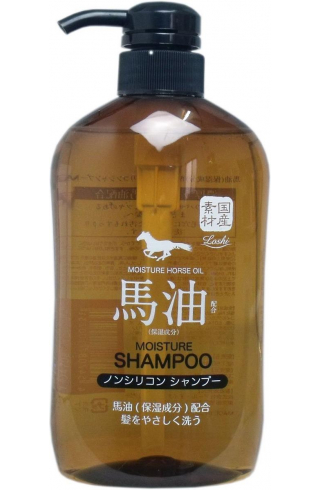 国産
素材
Loshi
MOISTURE HORSE OIL
馬油配合
(保湿成分)
MOISTURE
SHAMPOO
ノンシリコン シャンプー
馬油(保湿成分)配合
髪をやさしく洗う